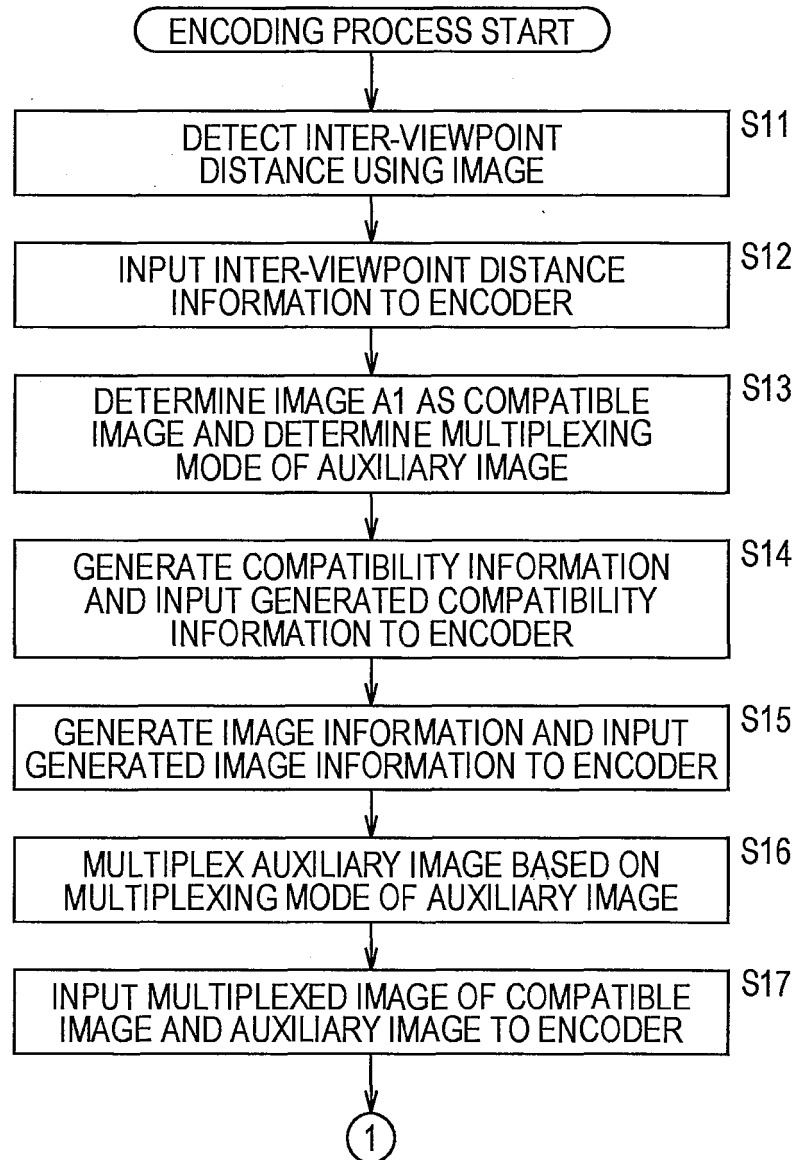 ENCODING PROCESS START
S11
DETECT INTER-VIEWPOINT
DISTANCE USING IMAGE
S12
INPUT INTER-VIEWPOINT DISTANCE
INFORMATION TO ENCODER
S13
DETERMINE IMAGE A1 AS COMPATIBLE
IMAGE AND DETERMINE MULTIPLEXING
MODE OF AUXILIARY IMAGE
S14
GENERATE COMPATIBILITY INFORMATION
AND INPUT GENERATED COMPATIBILITY
INFORMATION TO ENCODER
S15
GENERATE IMAGE INFORMATION AND INPUT
GENERATED IMAGE INFORMATION TO ENCODER
S16
MULTIPLEX AUXILIARY IMAGE BASED ON
MULTIPLEXING MODE OF AUXILIARY IMAGE
S17
INPUT MULTIPLEXED IMAGE OF COMPATIBLE
IMAGE AND AUXILIARY IMAGE TO ENCODER
1